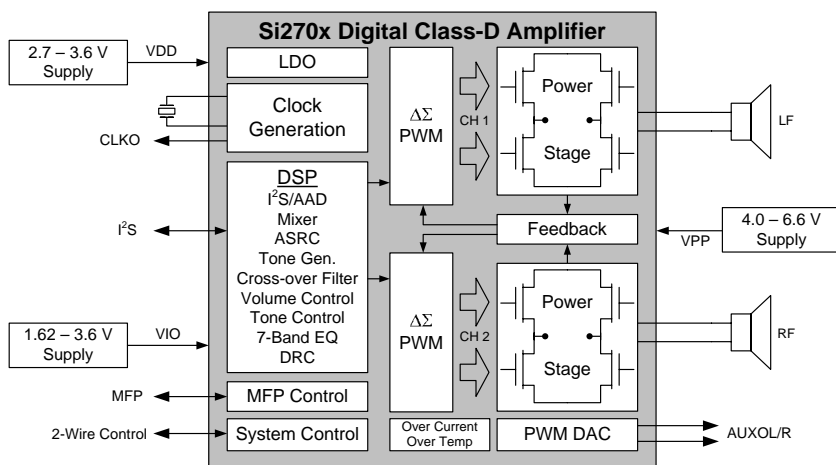 Si270x Digital Class-D Amplifier
2.7 – 3.6 V
Supply
VDD
LDO
Clock
Generation
CLKO
ΔΣ
PWM
CH 1
Power
Stage
LF
DSP
I²S/AAD
Mixer
ASRC
Tone Gen.
Cross-over Filter
Volume Control
Tone Control
7-Band EQ
DRC
I²S
Feedback
VPP
4.0 – 6.6 V
Supply
1.62 – 3.6 V
Supply
VIO
ΔΣ
PWM
CH 2
Power
Stage
RF
MFP
MFP Control
2-Wire Control
System Control
Over Current
Over Temp
PWM DAC
AUXOL/R